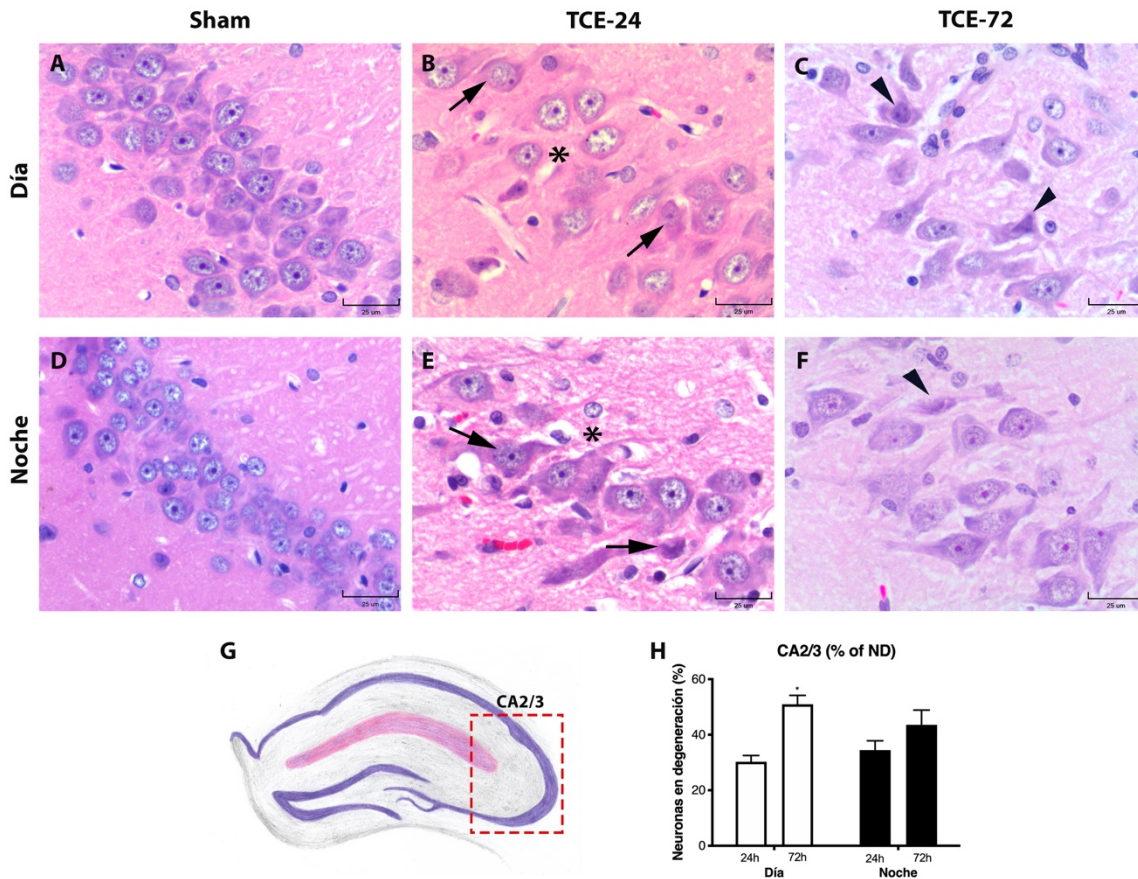 Sham
TCE-24
TCE-72
Día
A
25 um
B
*
25 um
C
25 um
Noche
D
25 um
E
*
25 um
F
25 um
G
CA2/3
H
CA2/3 (% of ND)
Neuronas en degeneración (%)
60
40
20
0
*
24h
72h
24h
72h
Día
Noche